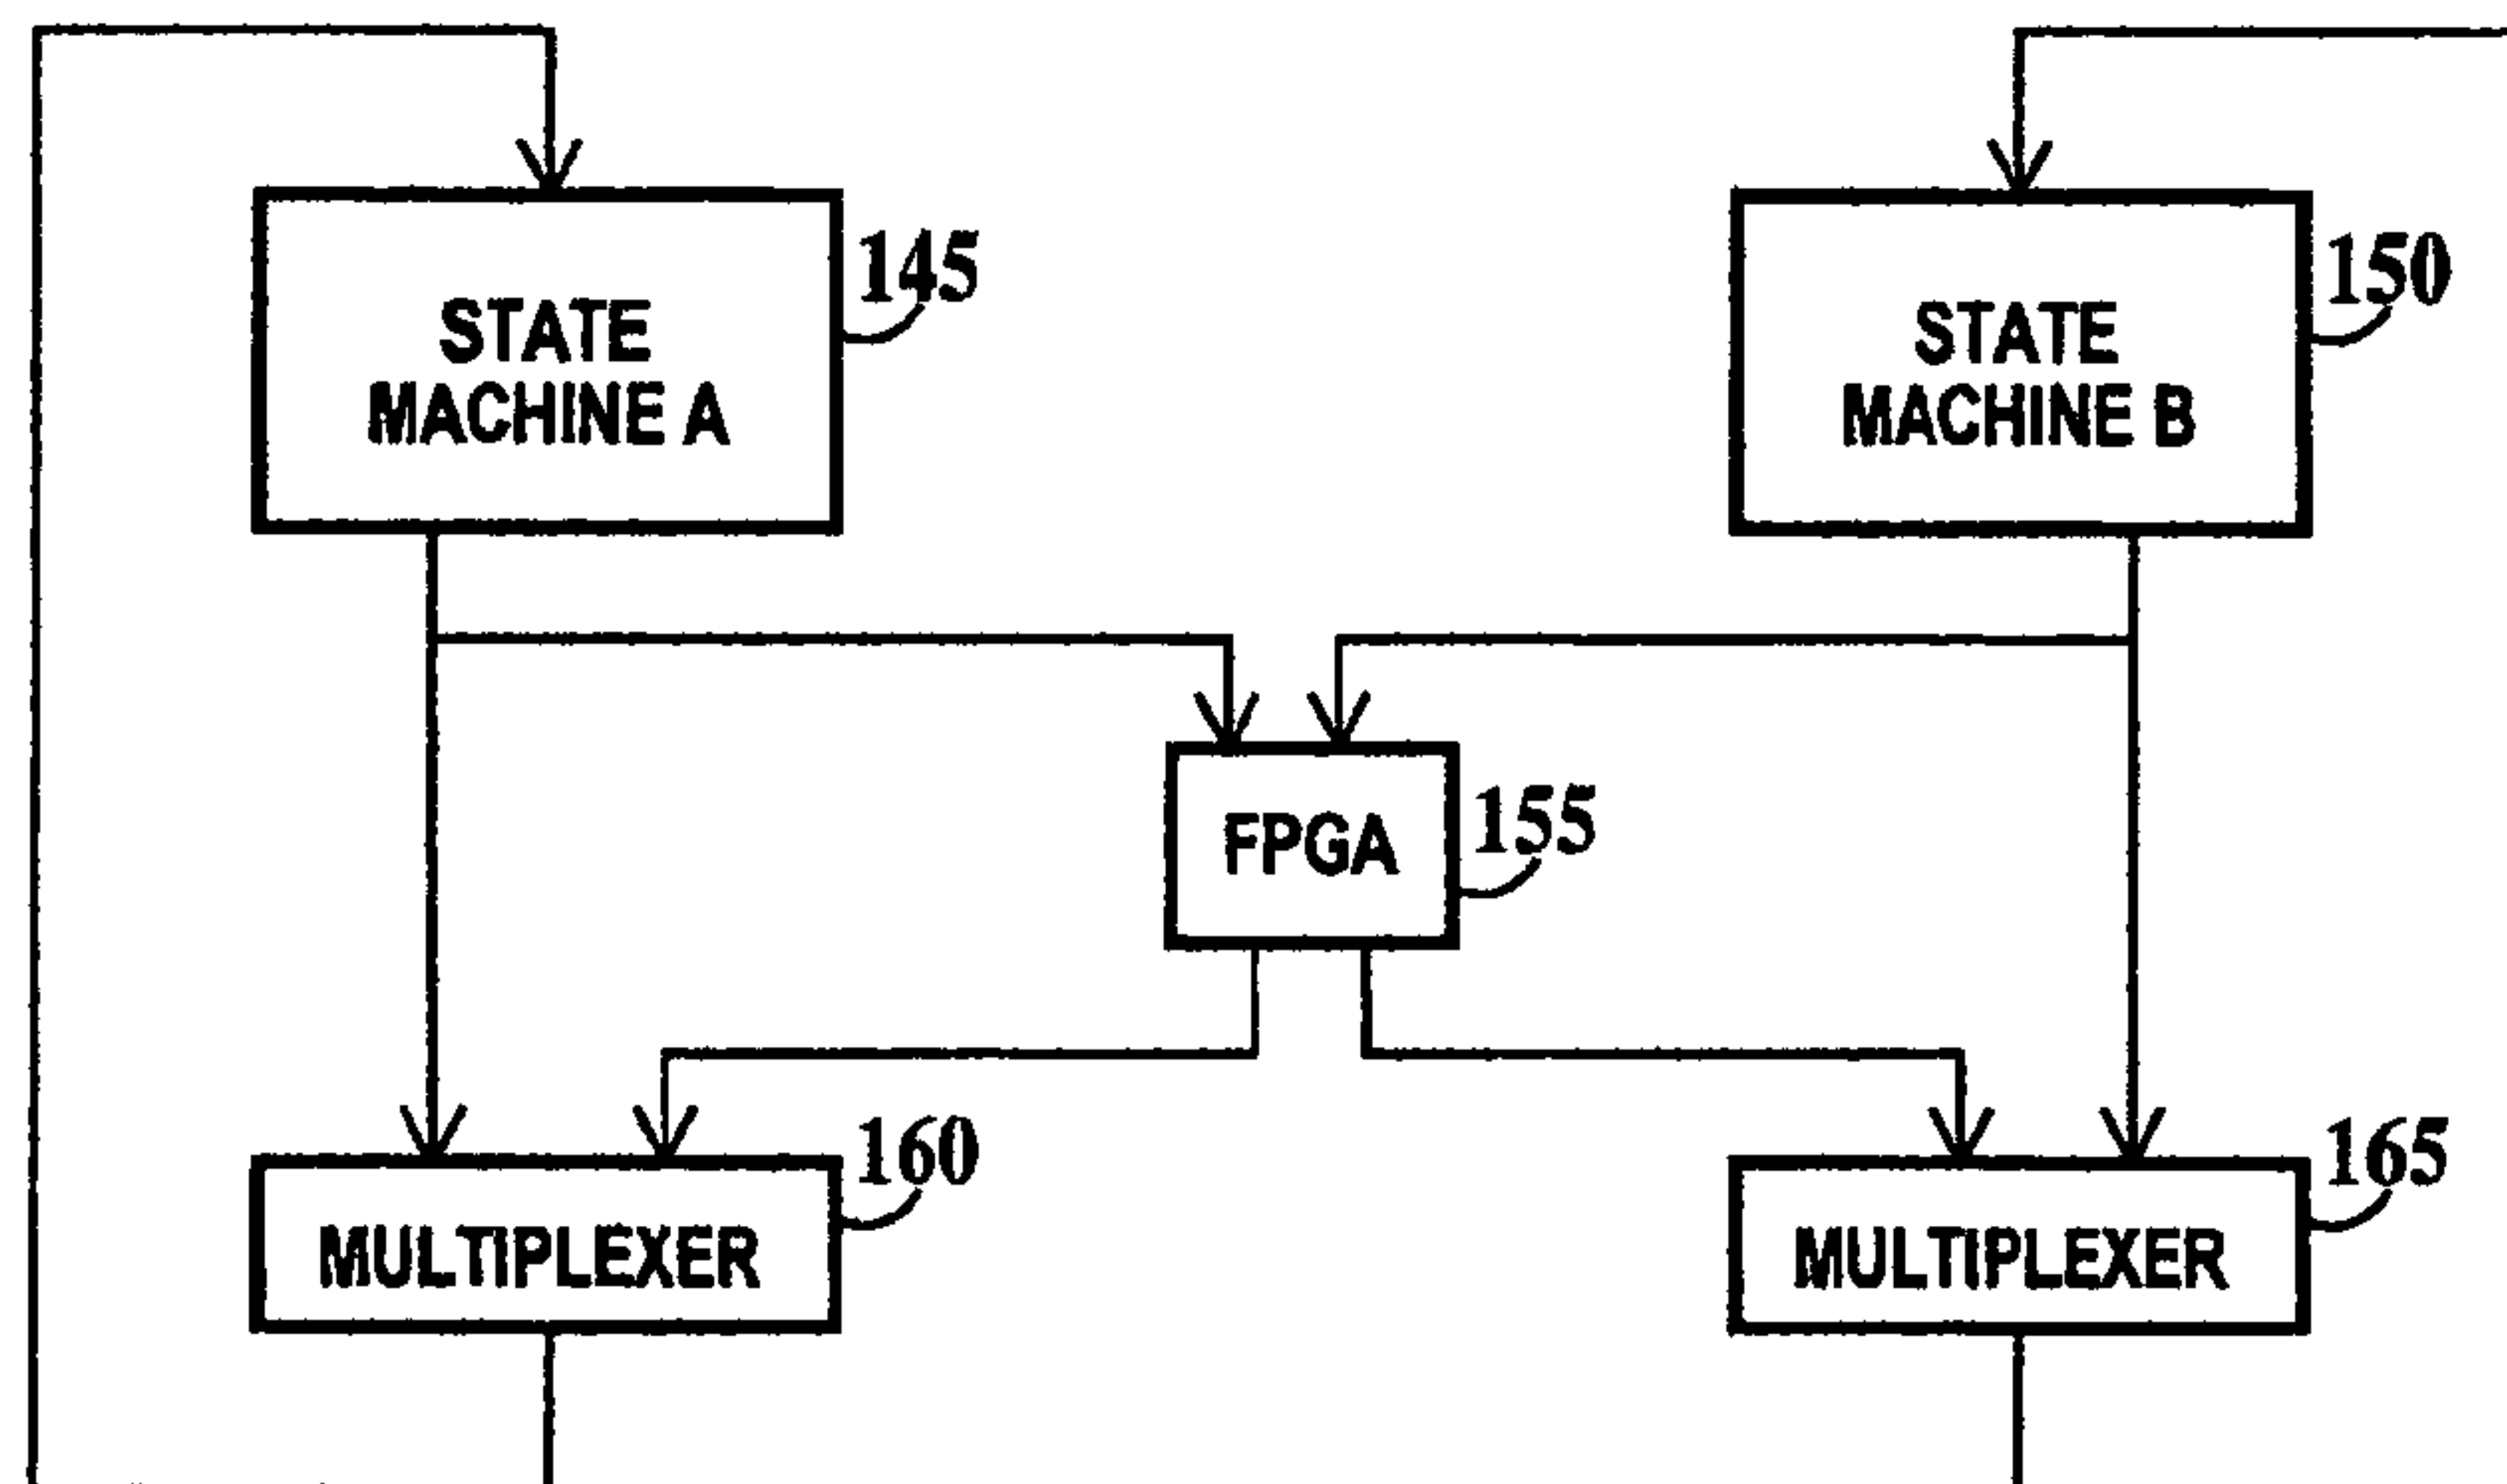 145
150
STATE
MACHINE A
STATE
MACHINE B
155
FPGA
160
165
MULTIPLEXER
MULTIPLEXER